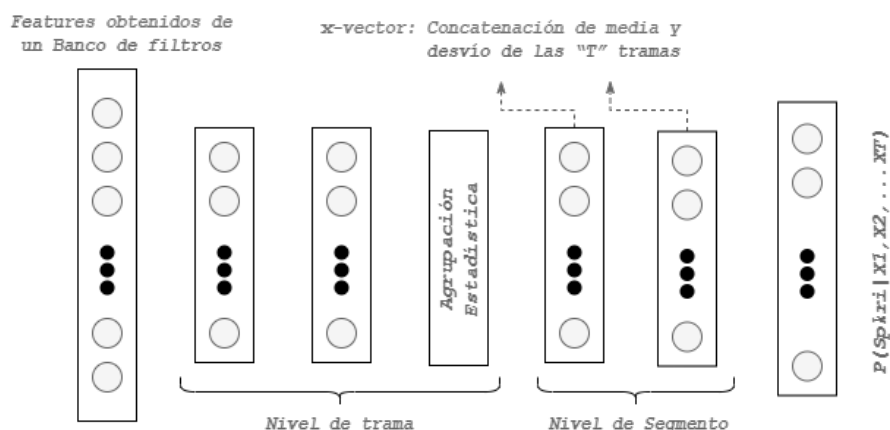 Features obtenidos de
un Banco de filtros
x-vector: Concatenación de media y
desvío de las "T" tramas
Agrupación
Estadística
P(Spkri|X1,X2,...XT)
Nivel de trama
Nivel de Segmento